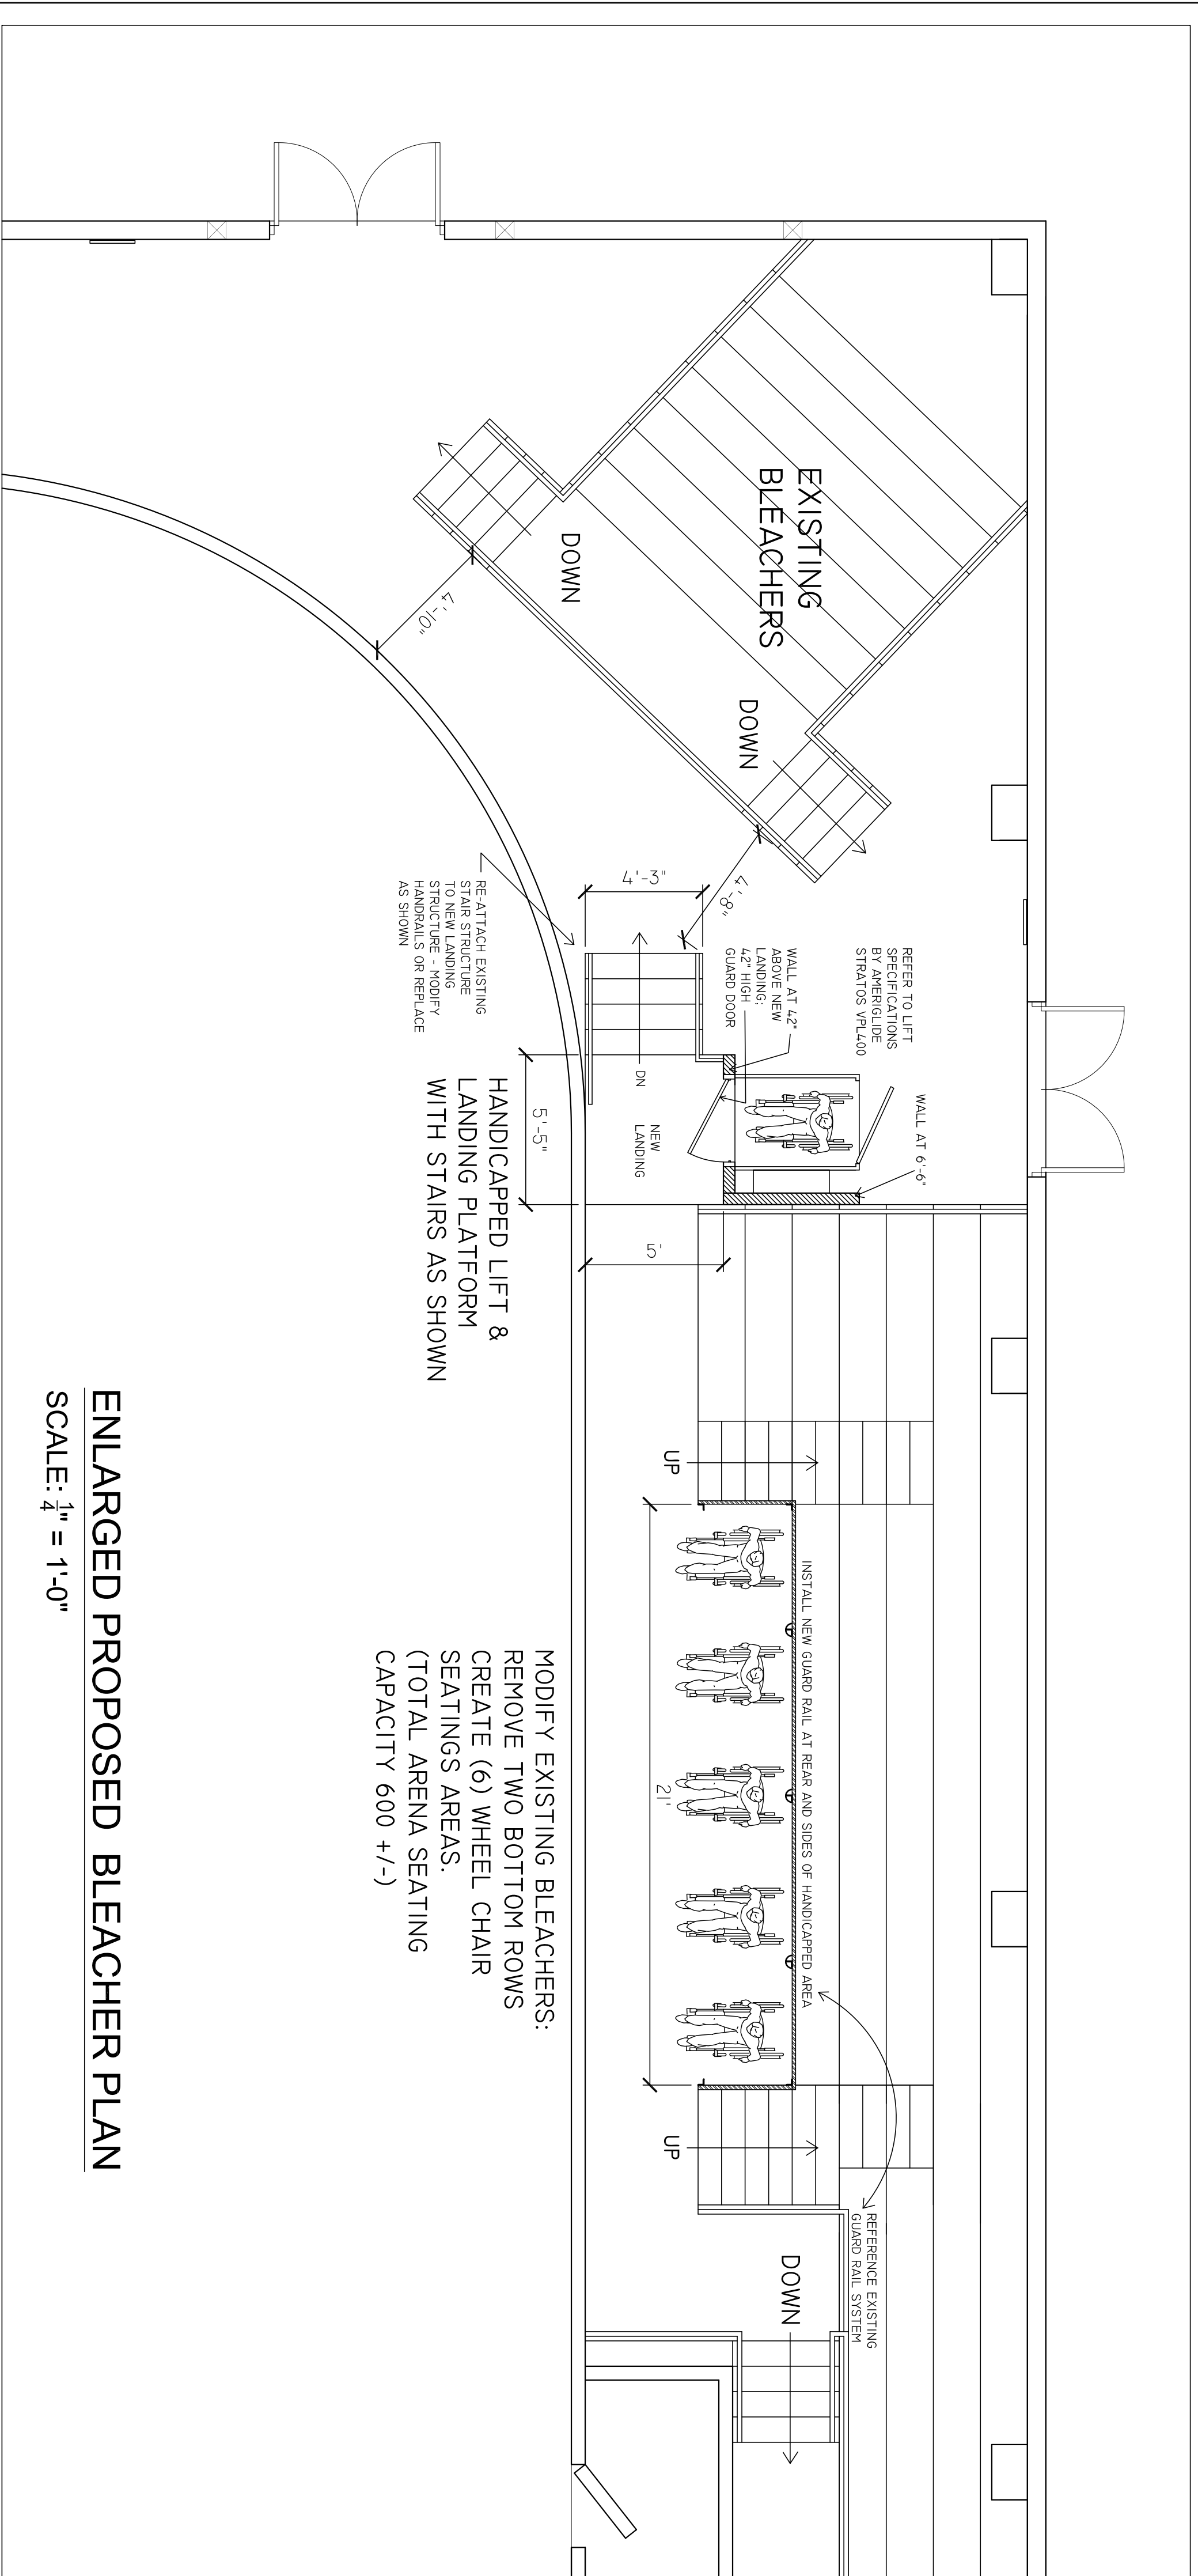 EXISTING
BLEACHERS
DOWN
DOWN
4'-10"
4'-8"
4'-3"
RE-ATTACH EXISTING
STAIR STRUCTURE
TO NEW LANDING
STRUCTURE - MODIFY
HANDRAILS OR REPLACE
AS SHOWN
REFER TO LIFT
SPECIFICATIONS
BY AMERIGLIDE
STRATOS VPL400
WALL AT 42"
ABOVE NEW
LANDING;
42" HIGH
GUARD DOOR
WALL AT 6'-6"
DN
NEW
LANDING
5'-5"
5'
HANDICAPPED LIFT &
LANDING PLATFORM
WITH STAIRS AS SHOWN
UP
INSTALL NEW GUARD RAIL AT REAR AND SIDES OF HANDICAPPED AREA
21'
UP
MODIFY EXISTING BLEACHERS:
REMOVE TWO BOTTOM ROWS
CREATE (6) WHEEL CHAIR
SEATINGS AREAS.
(TOTAL ARENA SEATING
CAPACITY 600 +/-)
REFERENCE EXISTING
GUARD RAIL SYSTEM
DOWN
ENLARGED PROPOSED BLEACHER PLAN
SCALE: 1/4" = 1'-0"